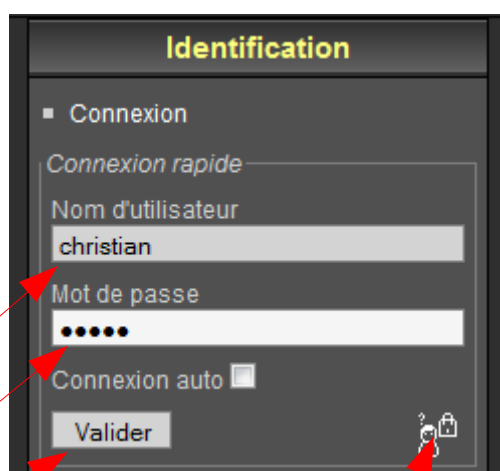 Identification
Connexion
Connexion rapide
Nom d'utilisateur
christian
Mot de passe
•••••
Connexion auto
Valider
?